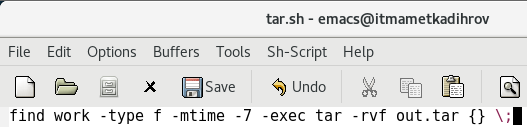 tar.sh - emacs@itmametkadihrov
File Edit Options Buffers Tools Sh-Script Help
Save Undo
find work -type f -mtime -7 -exec tar -rvf out.tar {} \;